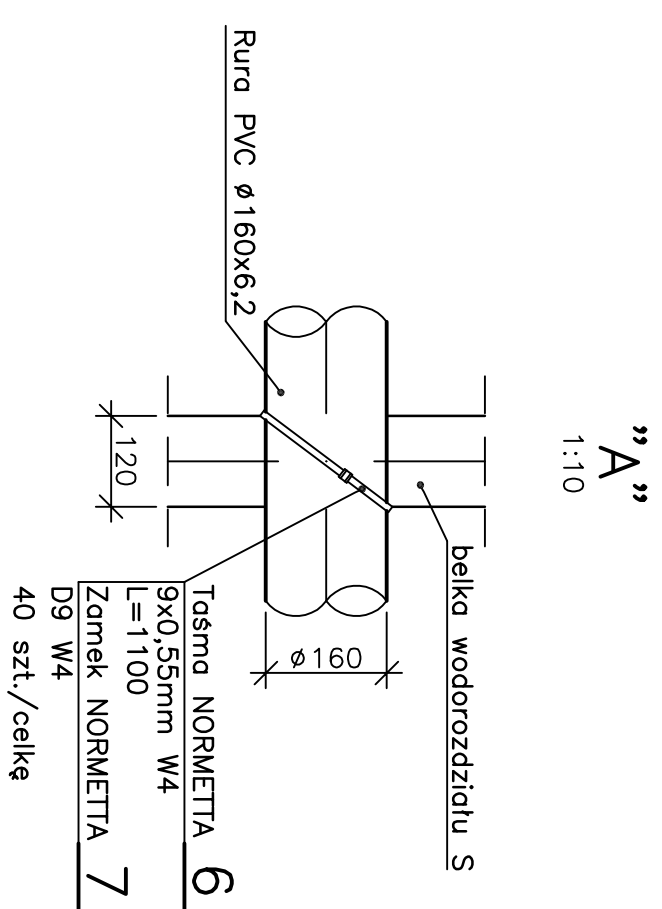 "A"
1:10
belka wodorozdziału S
Rura PVC ø160x6,2
120
ø160
Taśma NORMETTA
9x0,55mm W4
L=1100
6
Zamek NORMETTA
D9 W4
40 szt./celkę
7